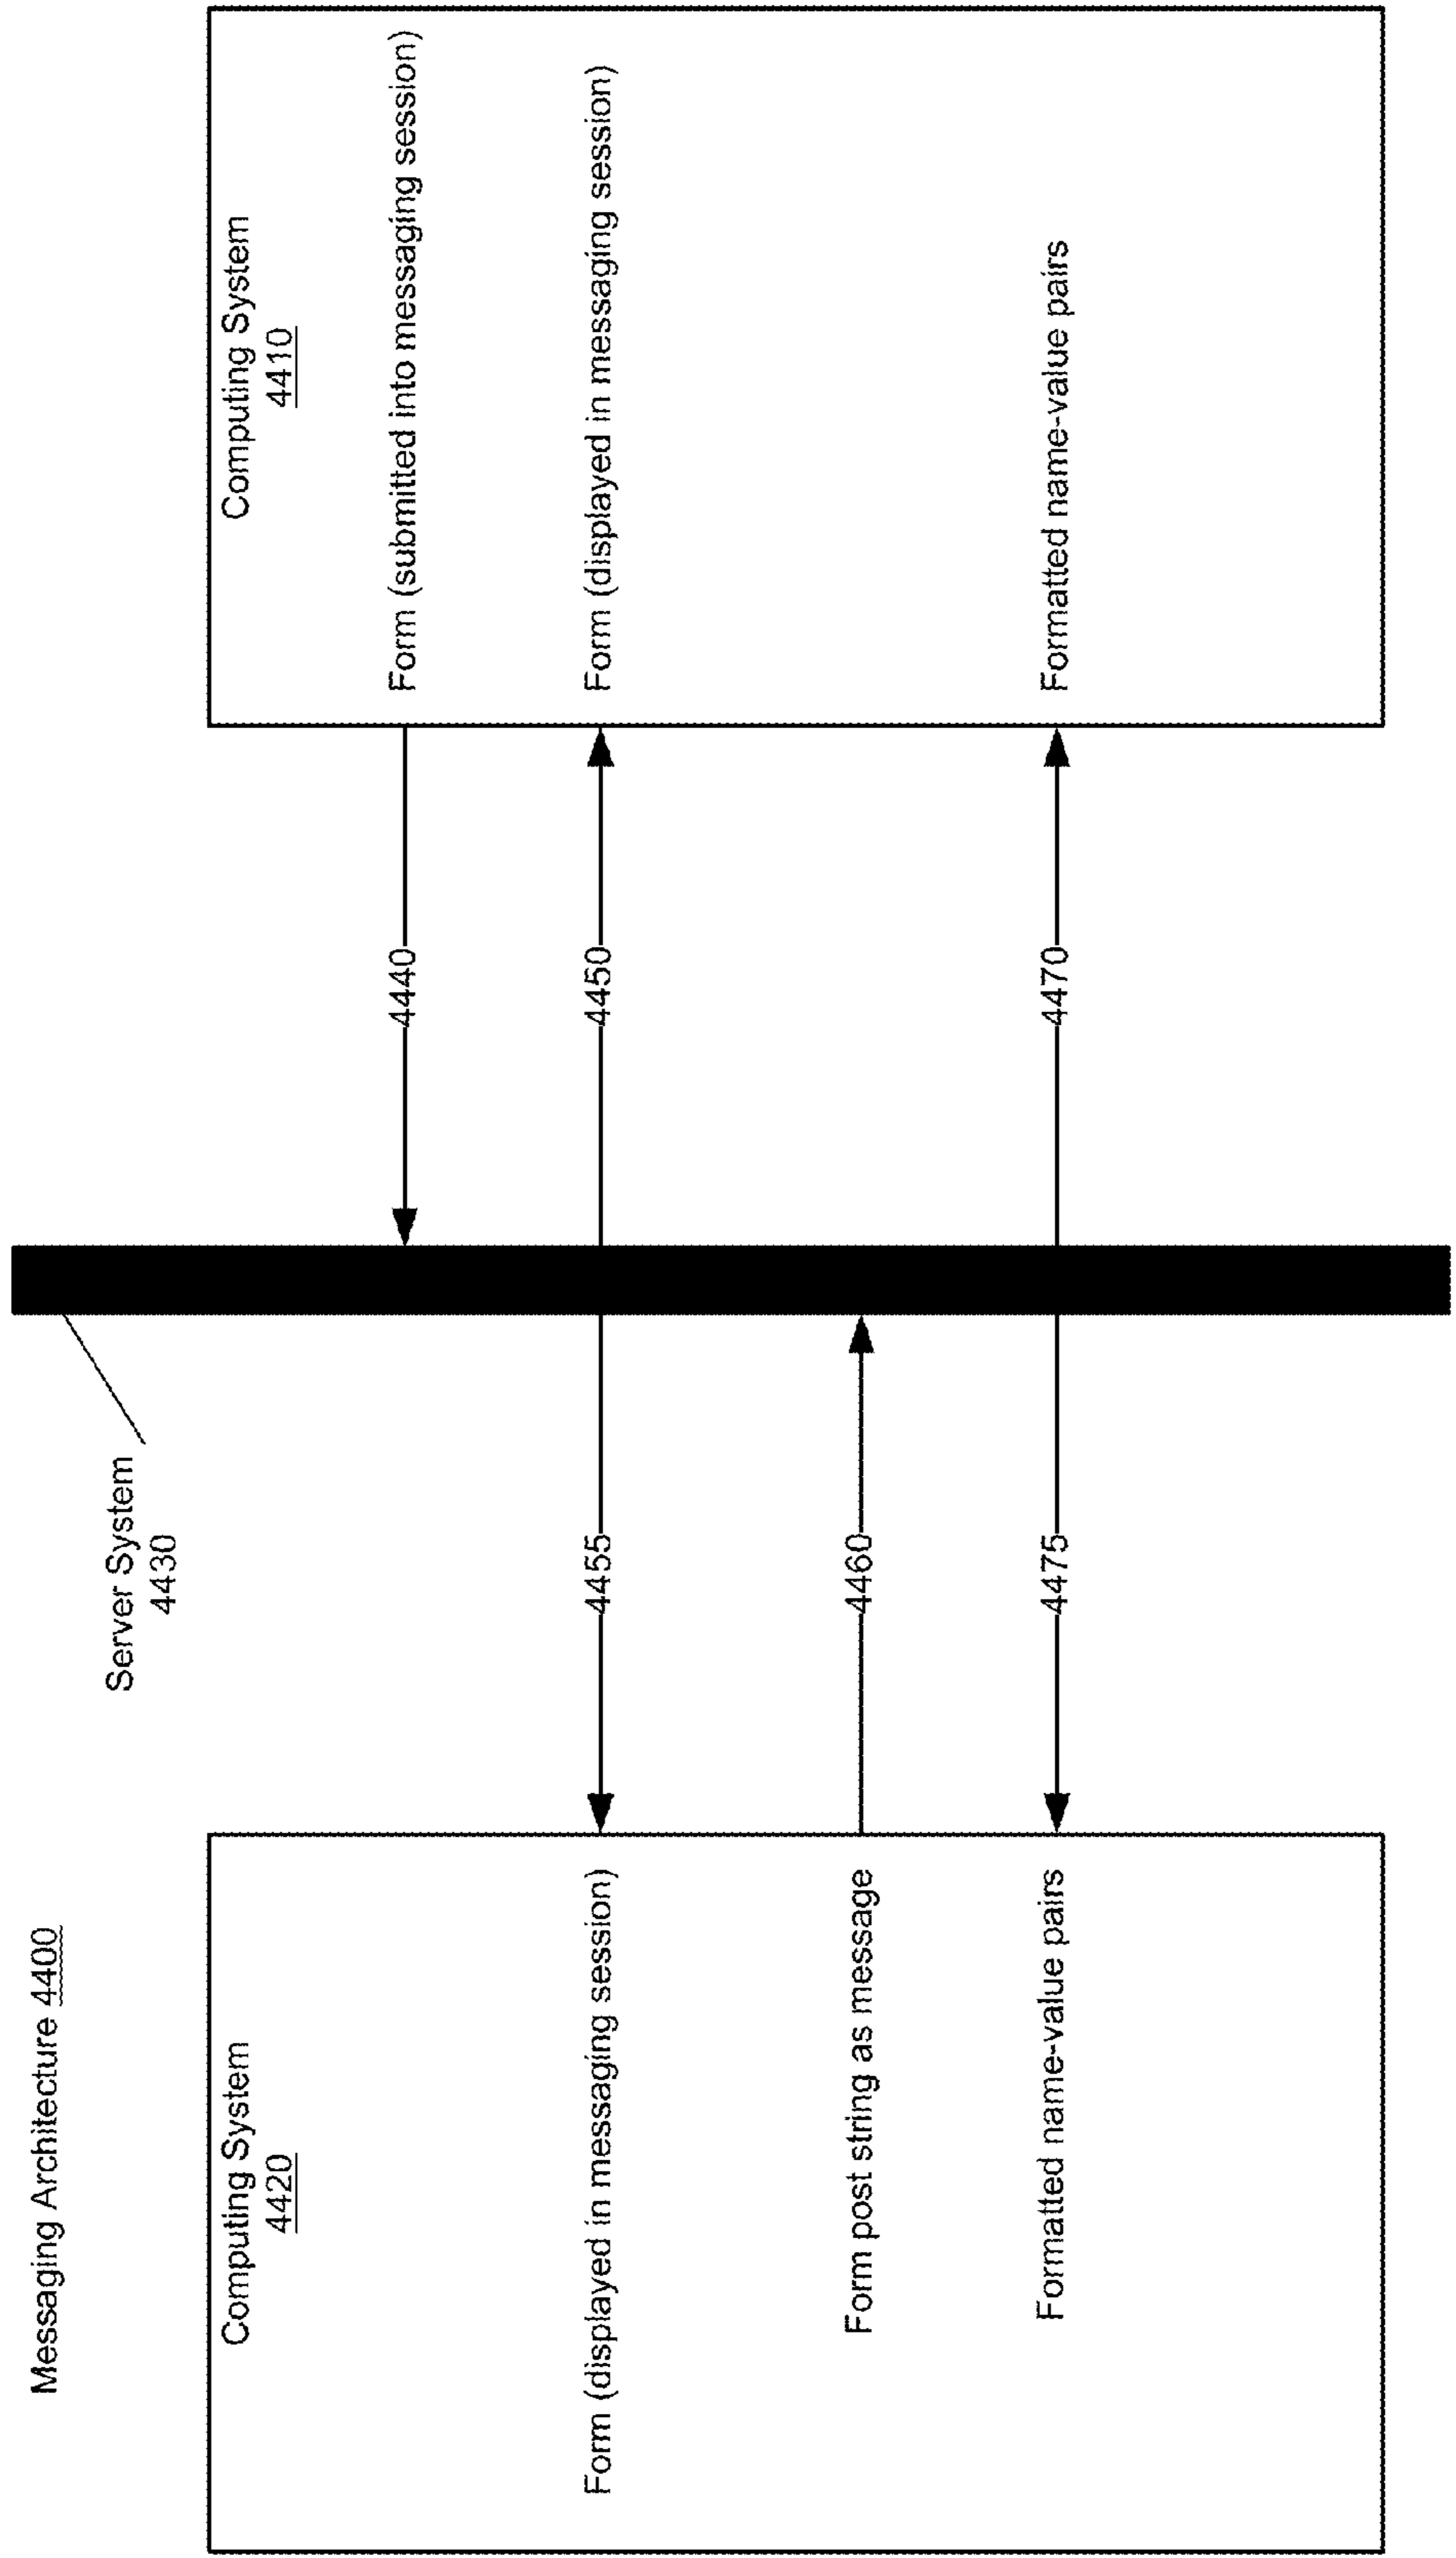 Messaging Architecture 4400
Server System
4430
Computing System
4420
Form (displayed in messaging session)
Form post string as message
Formatted name-value pairs
4455
4460
4475
4440
4450
4470
Computing System
4410
Form (submitted into messaging session)
Form (displayed in messaging session)
Formatted name-value pairs